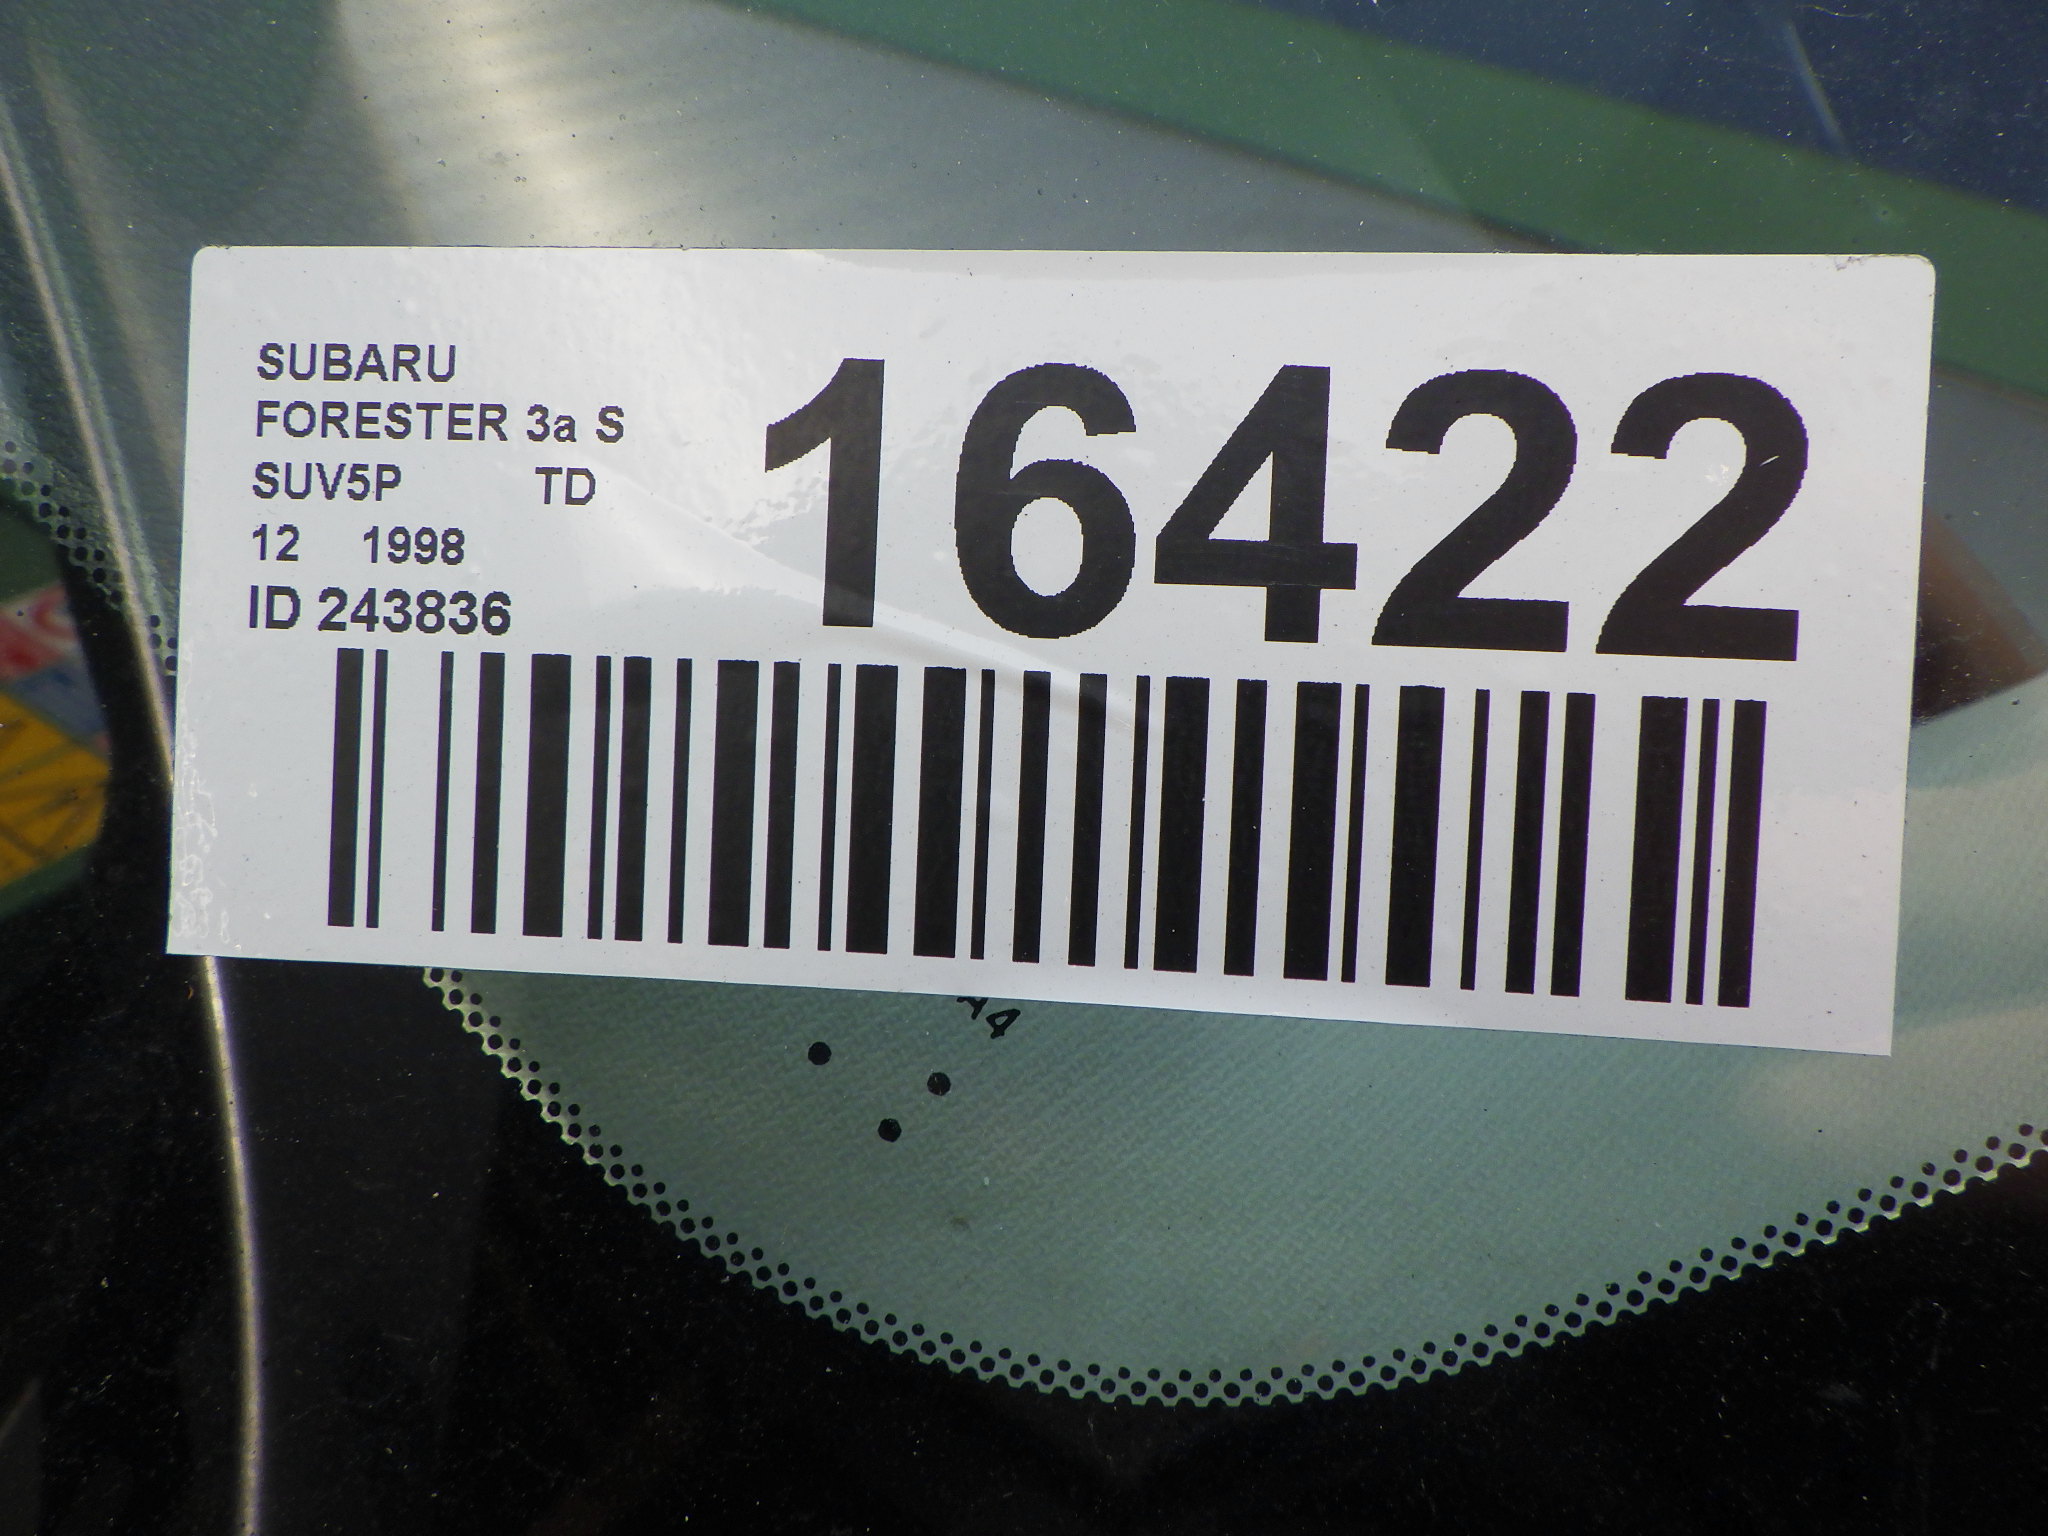 SUBARU
FORESTER 3a S
SUV5P TD
12 1998
ID 243836
16422